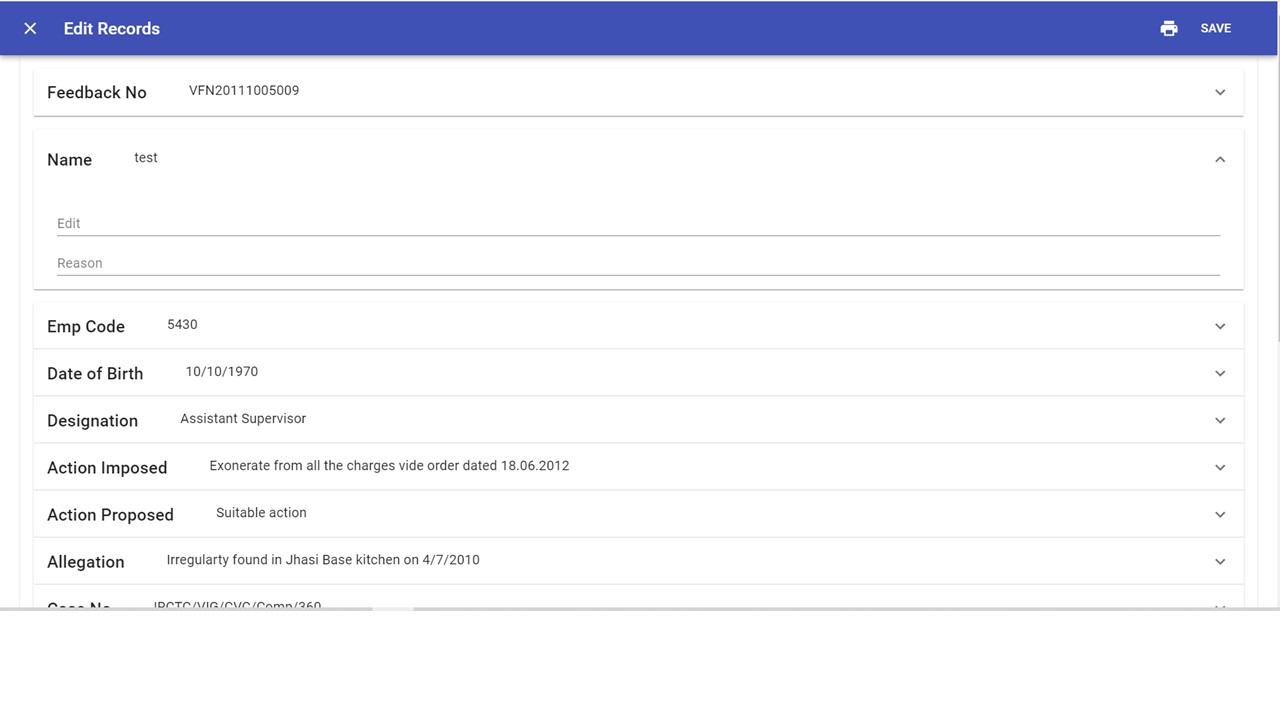 Edit Records SAVE
Feedback No VFN20111005009
Name test
Edit
Reason
Emp Code 5430
Date of Birth 10/10/1970
Designation Assistant Supervisor
Action Imposed Exonerate from all the charges vide order dated 18.06.2012
Action Proposed Suitable action
Allegation Irregularty found in Jhasi Base kitchen on 4/7/2010
Case No IRCTC/VIG/CVC/Comp/360